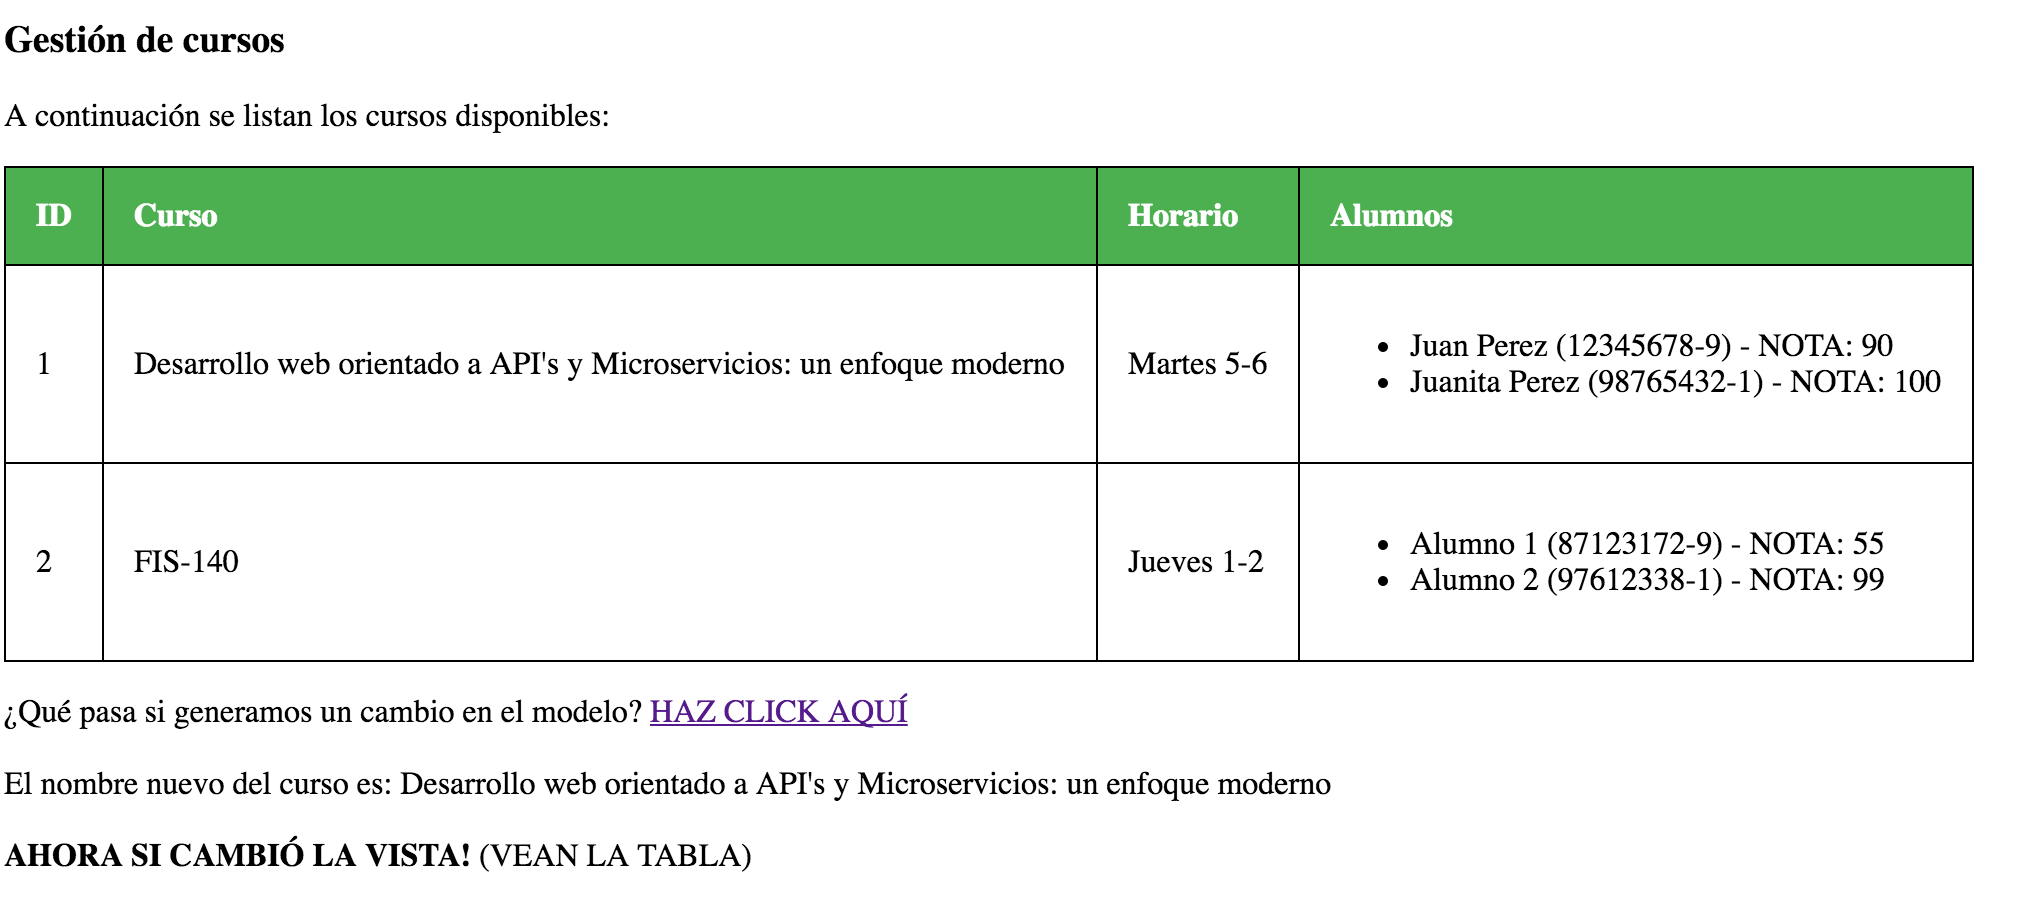 Gestión de cursos
A continuación se listan los cursos disponibles:
ID Curso Horario Alumnos
1 Desarrollo web orientado a API's y Microservicios: un enfoque moderno Martes 5-6
• Juan Perez (12345678-9) - NOTA: 90
• Juanita Perez (98765432-1) - NOTA: 100
2 FIS-140 Jueves 1-2
• Alumno 1 (87123172-9) - NOTA: 55
• Alumno 2 (97612338-1) - NOTA: 99
¿Qué pasa si generamos un cambio en el modelo? HAZ CLICK AQUÍ
El nombre nuevo del curso es: Desarrollo web orientado a API's y Microservicios: un enfoque moderno
AHORA SI CAMBIÓ LA VISTA! (VEAN LA TABLA)